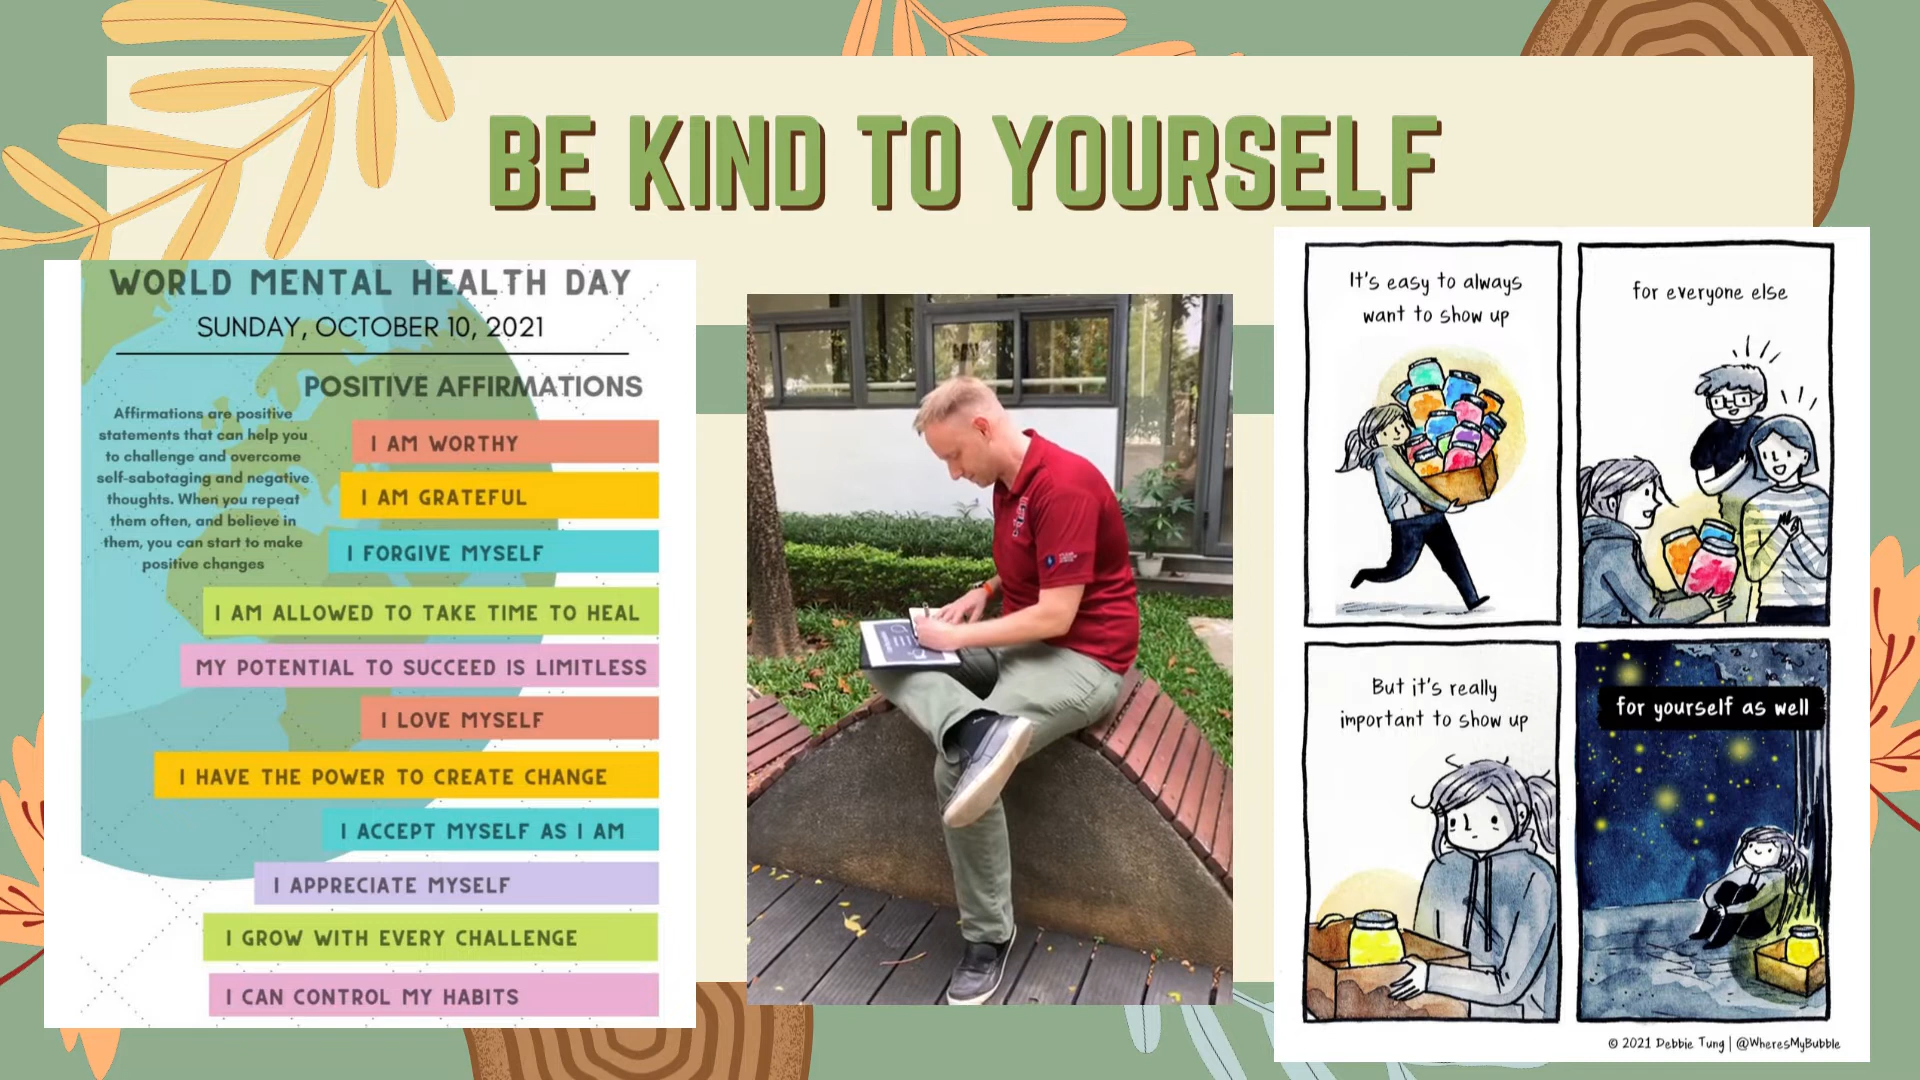 BE KIND TO YOURSELF
WORLD MENTAL HEALTH DAY
SUNDAY, OCTOBER 10, 2021
POSITIVE AFFIRMATIONS
Affirmations are positive
statements that can help you
to challenge and overcome
self-sabotaging and negative
thoughts. When you repeat
them often, and believe in
them, you can start to make
positive changes
I AM WORTHY
I AM GRATEFUL
I FORGIVE MYSELF
I AM ALLOWED TO TAKE TIME TO HEAL
MY POTENTIAL TO SUCCEED IS LIMITLESS
I LOVE MYSELF
I HAVE THE POWER TO CREATE CHANGE
I ACCEPT MYSELF AS I AM
I APPRECIATE MYSELF
I GROW WITH EVERY CHALLENGE
I CAN CONTROL MY HABITS
It's easy to always
want to show up
for everyone else
But it's really
important to show up
for yourself as well
© 2021 Debbie Tung | @WheresMyBubble